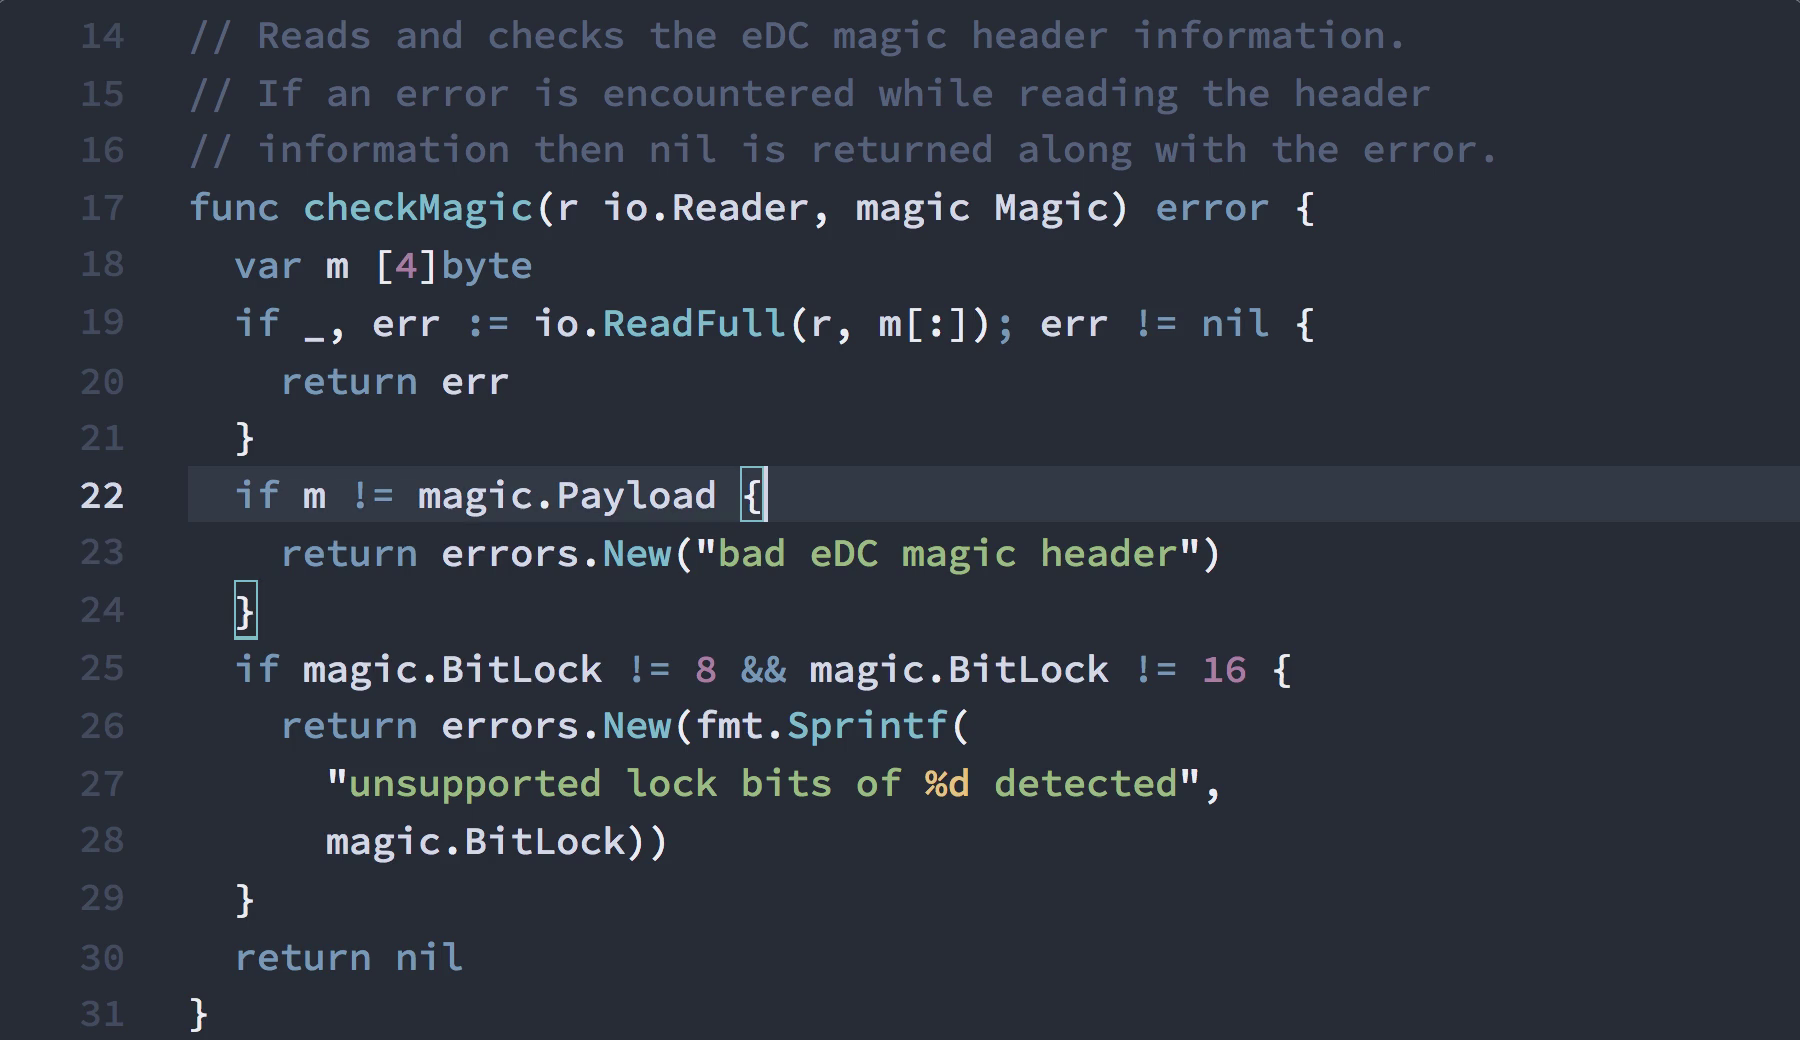 14 // Reads and checks the eDC magic header information.
15 // If an error is encountered while reading the header
16 // information then nil is returned along with the error.
17 func checkMagic(r io.Reader, magic Magic) error {
18   var m [4]byte
19   if _, err := io.ReadFull(r, m[:]); err != nil {
20     return err
21   }
22   if m != magic.Payload {
23     return errors.New("bad eDC magic header")
24   }
25   if magic.BitLock != 8 && magic.BitLock != 16 {
26     return errors.New(fmt.Sprintf(
27       "unsupported lock bits of %d detected",
28       magic.BitLock))
29   }
30   return nil
31 }